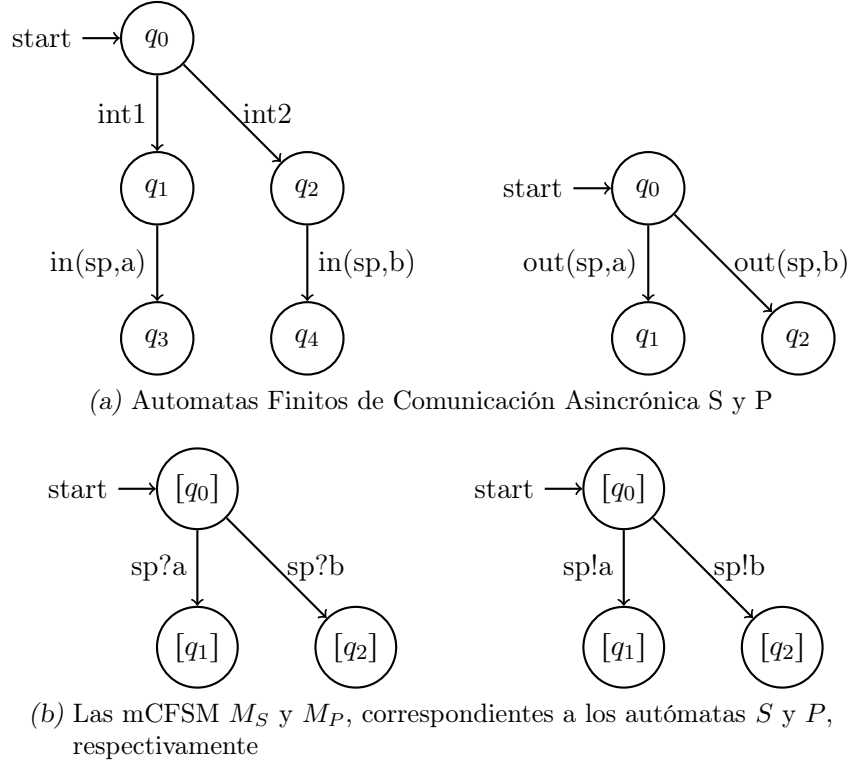 start
q₀
int1
int2
q₁
q₂
start
q₀
in(sp,a)
in(sp,b)
out(sp,a)
out(sp,b)
q₃
q₄
q₁
q₂
(a) Automatas Finitos de Comunicación Asincrónica S y P
start
[q₀]
start
[q₀]
sp?a
sp?b
sp!a
sp!b
[q₁]
[q₂]
[q₁]
[q₂]
(b) Las mCFSM M_S y M_P, correspondientes a los autómatas S y P,
respectivamente